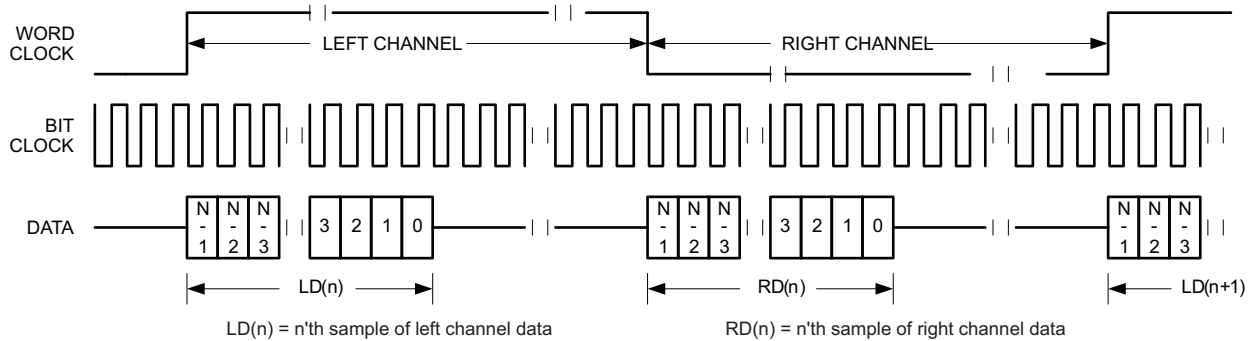 WORD
CLOCK
LEFT CHANNEL
RIGHT CHANNEL
BIT
CLOCK
DATA
N-1 N-2 N-3 3 2 1 0 N-1 N-2 N-3 3 2 1 0 N-1 N-2 N-3
LD(n) RD(n) LD(n+1)
LD(n) = n'th sample of left channel data
RD(n) = n'th sample of right channel data